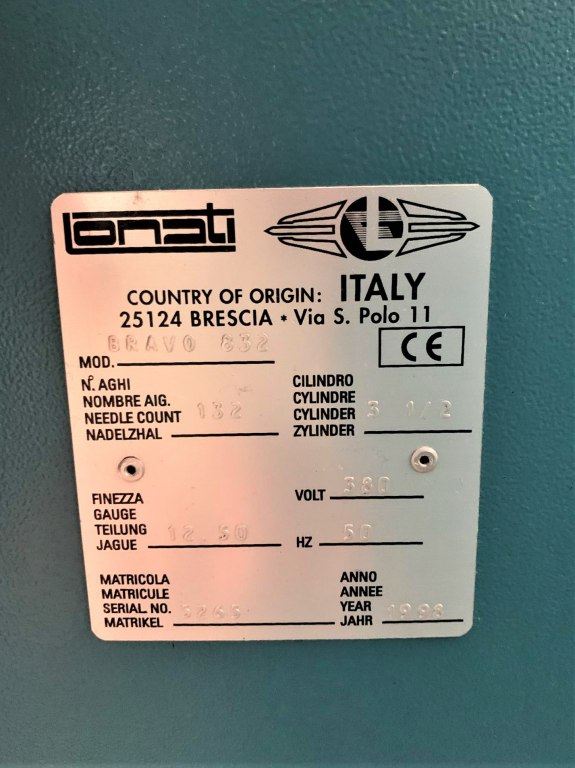 Lonati
COUNTRY OF ORIGIN: ITALY
25124 BRESCIA • Via S. Polo 11
MOD. BRAVO 832
CE
N. AGHI
NOMBRE AIG.
NEEDLE COUNT 132
NADELZHAL
CILINDRO
CYLINDRE
CYLINDER 3 1/2
ZYLINDER
FINEZZA
GAUGE
TEILUNG 12.50
JAGUE
VOLT 380
HZ 50
MATRICOLA
MATRICULE
SERIAL NO.
MATRIKEL
ANNO
ANNEE
YEAR 1998
JAHR